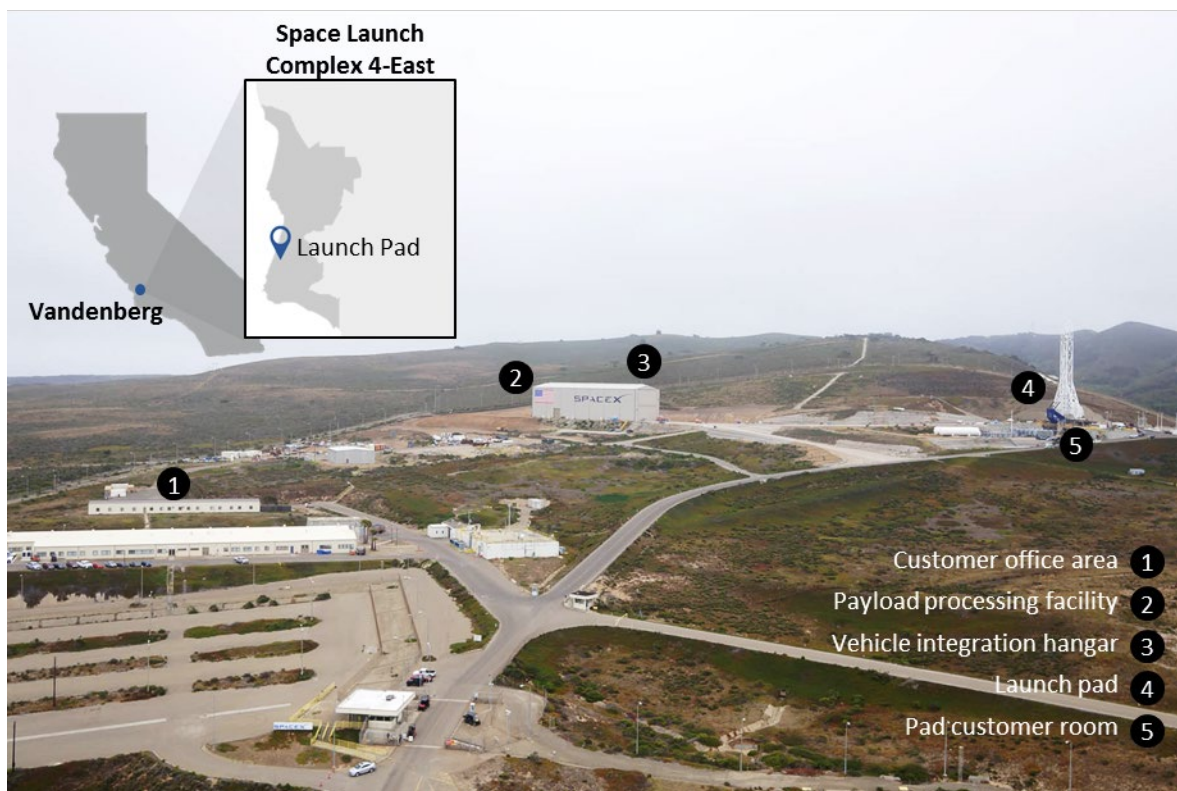 Space Launch
Complex 4-East
Launch Pad
Vandenberg
2
3
SPACEX
4
5
1
Customer office area 1
Payload processing facility 2
Vehicle integration hangar 3
Launch pad 4
Pad customer room 5
SPACEX